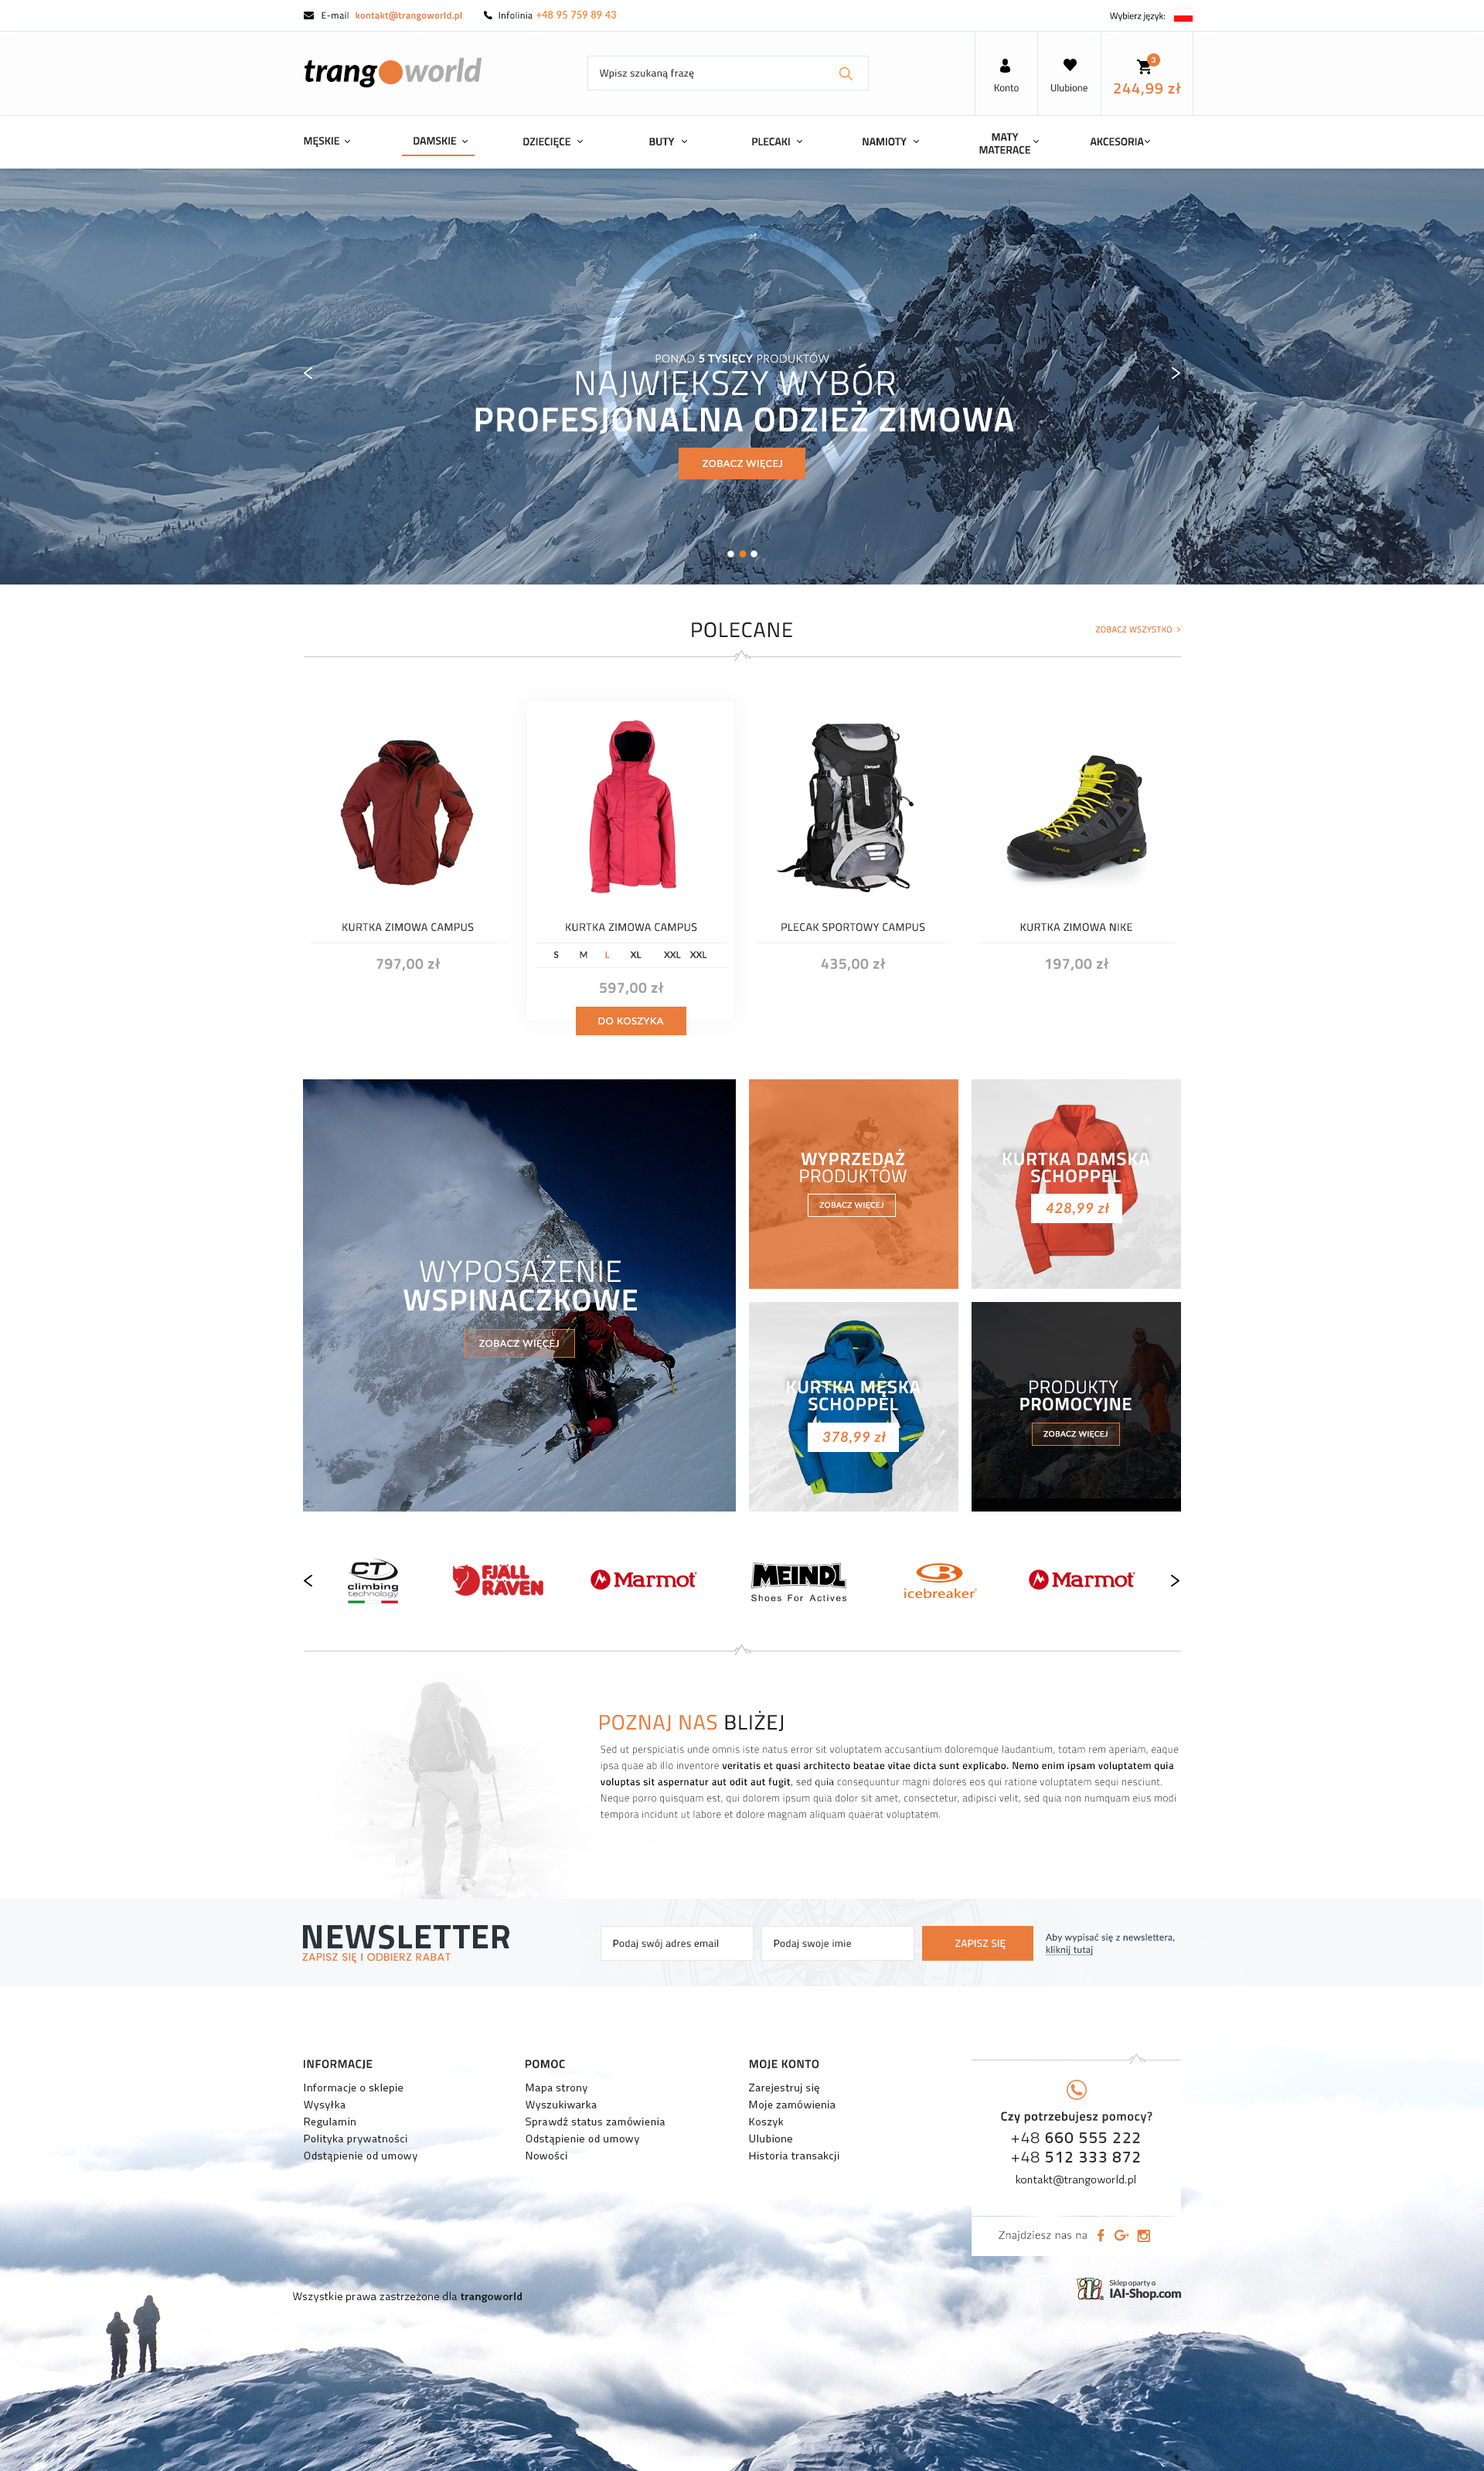 E-mail kontakt@trangoworld.pl Infolinia +48 95 759 89 43 Wybierz język:
trangoworld
Wpisz szukaną frazę
Konto
Ulubione
3
244,99 zł
MĘSKIE DAMSKIE DZIECIĘCE BUTY PLECAKI NAMIOTY MATY MATERACE AKCESORIA
PONAD 5 TYSIĘCY PRODUKTÓW
NAJWIĘKSZY WYBÓR
PROFESJONALNA ODZIEŻ ZIMOWA
ZOBACZ WIĘCEJ
POLECANE
ZOBACZ WSZYSTKO >
KURTKA ZIMOWA CAMPUS
797,00 zł
KURTKA ZIMOWA CAMPUS
S M L XL XXL XXL
597,00 zł
DO KOSZYKA
Campus
PLECAK SPORTOWY CAMPUS
435,00 zł
Campus
KURTKA ZIMOWA NIKE
197,00 zł
WYPOSAŻENIE
WSPINACZKOWE
ZOBACZ WIĘCEJ
WYPRZEDAŻ
PRODUKTÓW
ZOBACZ WIĘCEJ
KURTKA DAMSKA
SCHOPPEL
428,99 zł
KURTKA MĘSKA
SCHOPPEL
378,99 zł
PRODUKTY
PROMOCYJNE
ZOBACZ WIĘCEJ
CT
climbing
technology
FJÄLL
RÄVEN
Marmot
MEINDL
Shoes For Actives
icebreaker
Marmot
POZNAJ NAS BLIŻEJ
Sed ut perspiciatis unde omnis iste natus error sit voluptatem accusantium doloremque laudantium, totam rem aperiam, eaque
ipsa quae ab illo inventore veritatis et quasi architecto beatae vitae dicta sunt explicabo. Nemo enim ipsam voluptatem quia
voluptas sit aspernatur aut odit aut fugit, sed quia consequuntur magni dolores eos qui ratione voluptatem sequi nesciunt.
Neque porro quisquam est, qui dolorem ipsum quia dolor sit amet, consectetur, adipisci velit, sed quia non numquam eius modi
tempora incidunt ut labore et dolore magnam aliquam quaerat voluptatem.
NEWSLETTER
ZAPISZ SIĘ I ODBIERZ RABAT
Podaj swój adres email
Podaj swoje imie
ZAPISZ SIĘ
Aby wypisać się z newslettera,
kliknij tutaj
INFORMACJE
Informacje o sklepie
Wysyłka
Regulamin
Polityka prywatności
Odstąpienie od umowy
POMOC
Mapa strony
Wyszukiwarka
Sprawdź status zamówienia
Odstąpienie od umowy
Nowości
MOJE KONTO
Zarejestruj się
Moje zamówienia
Koszyk
Ulubione
Historia transakcji
Czy potrzebujesz pomocy?
+48 660 555 222
+48 512 333 872
kontakt@trangoworld.pl
Znajdziesz nas na
Wszystkie prawa zastrzeżone dla trangoworld
Sklep oparty o
IAI-Shop.com